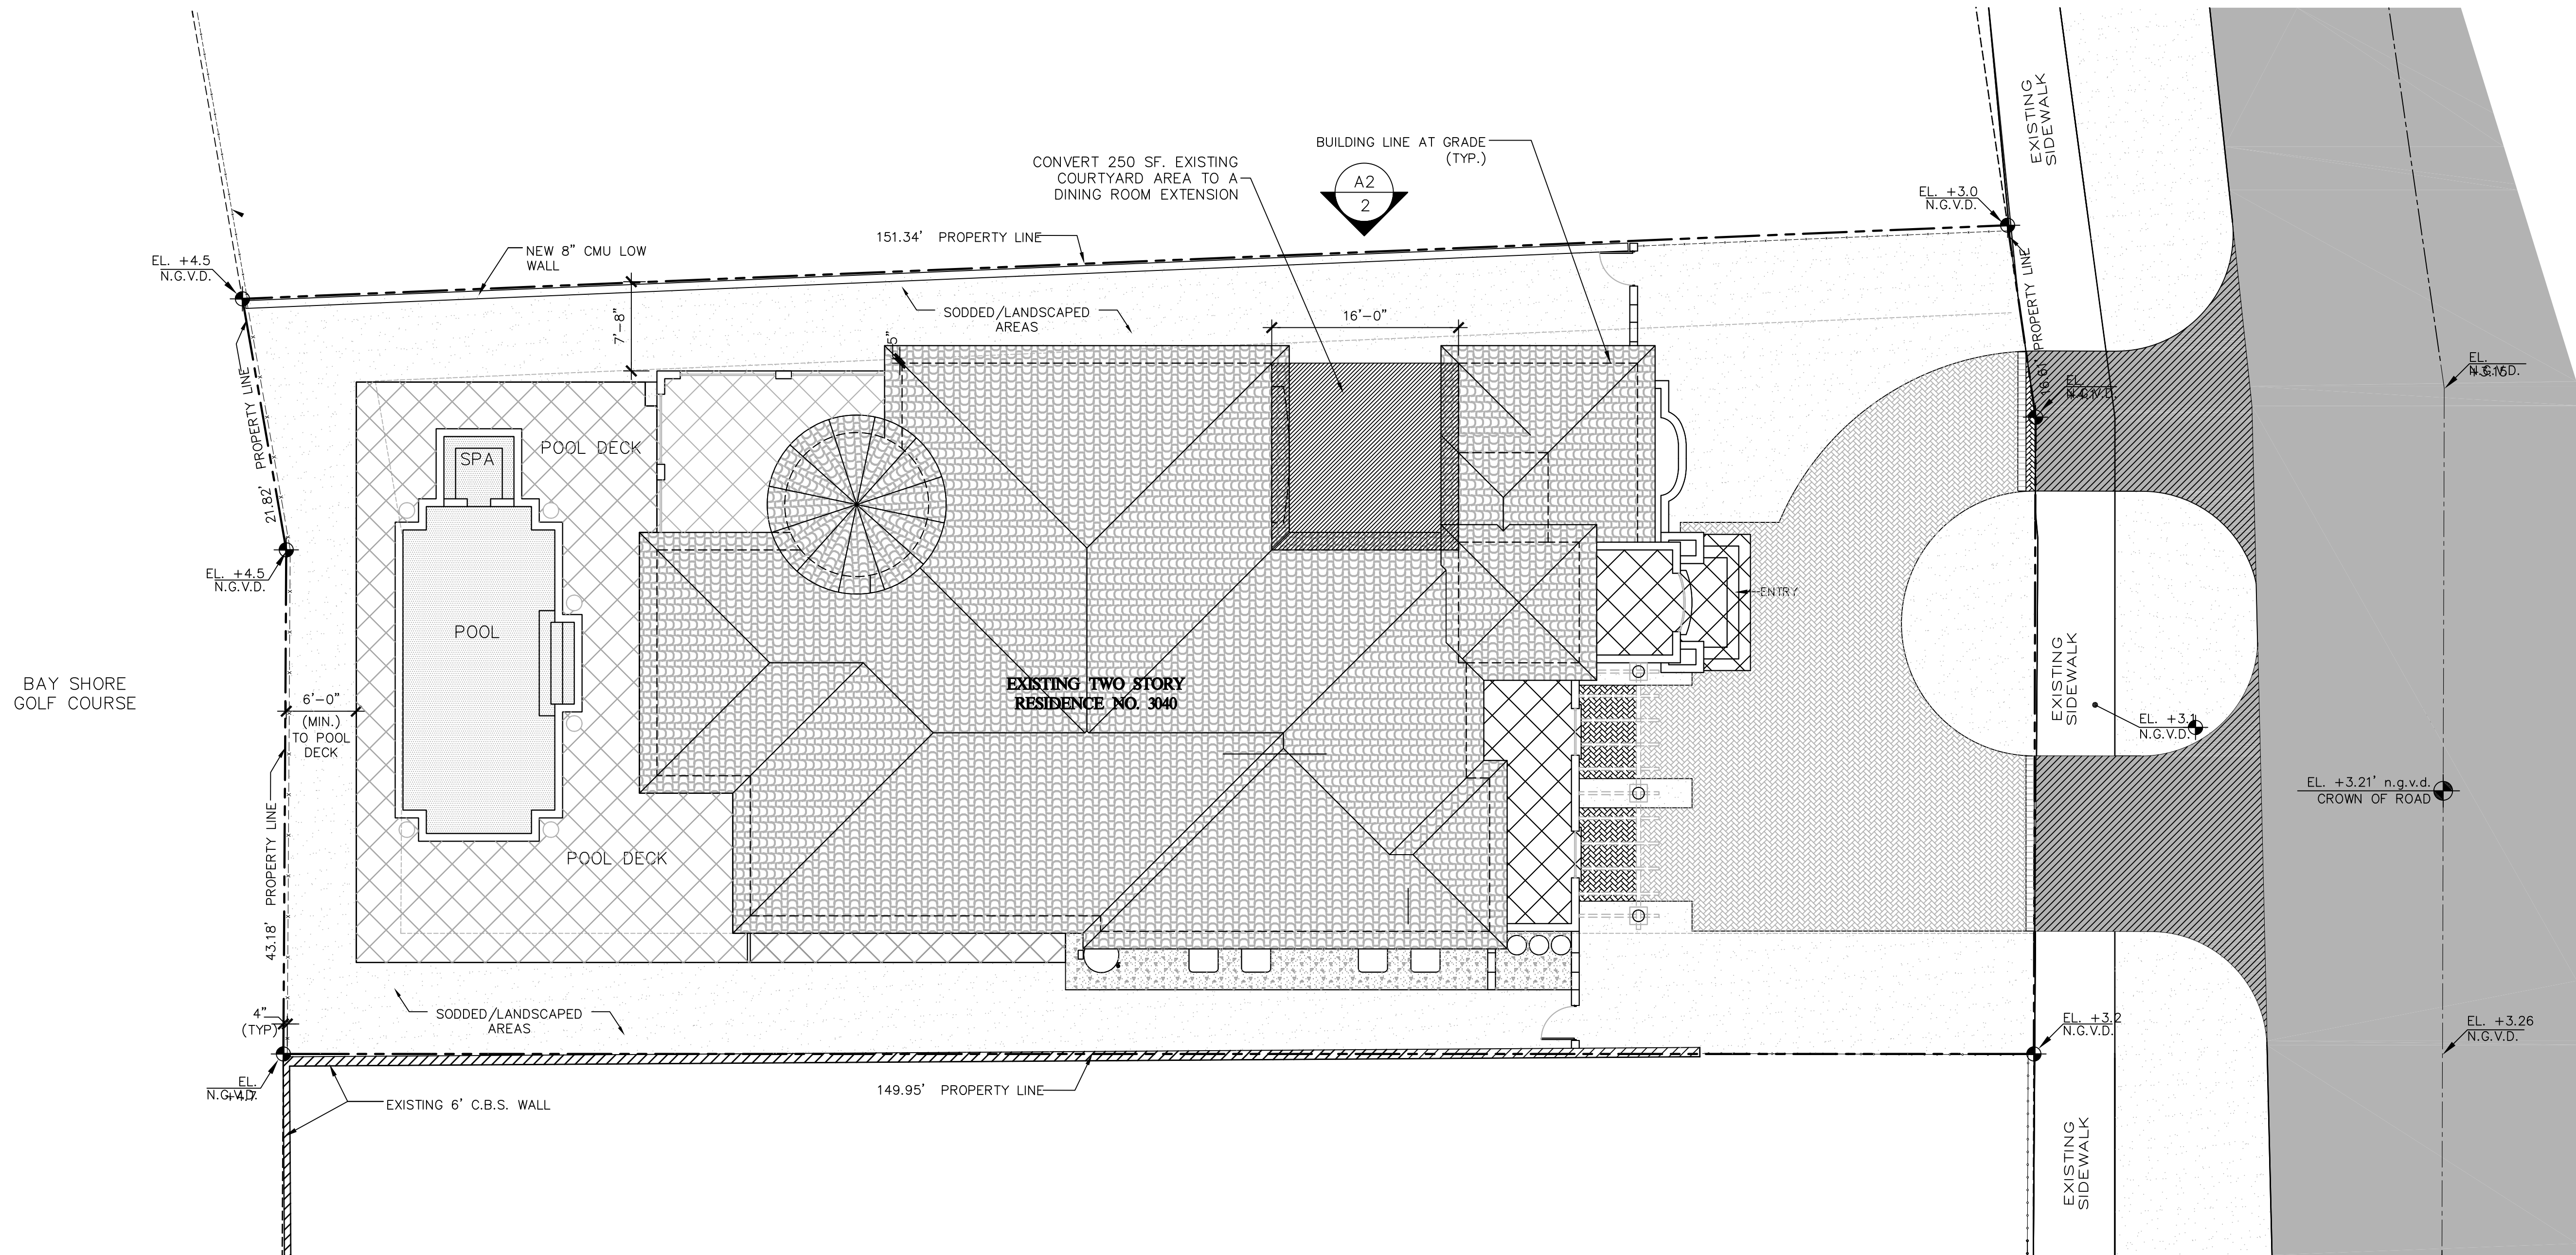 EXISTING
SIDEWALK
BUILDING LINE AT GRADE
(TYP.)
CONVERT 250 SF. EXISTING
COURTYARD AREA TO A
DINING ROOM EXTENSION
A2
2
EL. +3.0
N.G.V.D.
151.34' PROPERTY LINE
NEW 8" CMU LOW
WALL
EL. +4.5
N.G.V.D.
7'-8"
SODDED/LANDSCAPED
AREAS
16'-0"
PROPERTY LINE
EL.
N.G.V.D.
EL.
N.G.V.D.
21.82' PROPERTY LINE
SPA
POOL DECK
EL. +4.5
N.G.V.D.
POOL
ENTRY
BAY SHORE
GOLF COURSE
6'-0"
(MIN.)
TO POOL
DECK
EXISTING TWO STORY
RESIDENCE NO. 3040
EXISTING
SIDEWALK
EL. +3.1
N.G.V.D.
EL. +3.21' n.g.v.d.
CROWN OF ROAD
43.18' PROPERTY LINE
POOL DECK
4"
(TYP)
SODDED/LANDSCAPED
AREAS
EL. +3.2
N.G.V.D.
EL. +3.26
N.G.V.D.
EL.
N.G.V.D.
+4.7
EXISTING 6' C.B.S. WALL
149.95' PROPERTY LINE
EXISTING
SIDEWALK